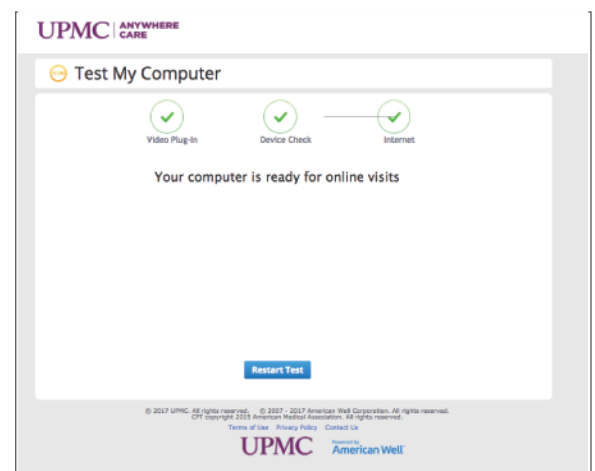 UPMC ANYWHERE
CARE
Test My Computer
Video Plug-In Device Check Internet
Your computer is ready for online visits
Restart Test
© 2017 UPMC. All rights reserved. © 2007 - 2017 American Well Corporation. All rights reserved.
CPT copyright 2015 American Medical Association. All rights reserved.
Terms of Use Privacy Policy Contact Us
UPMC Powered by
American Well